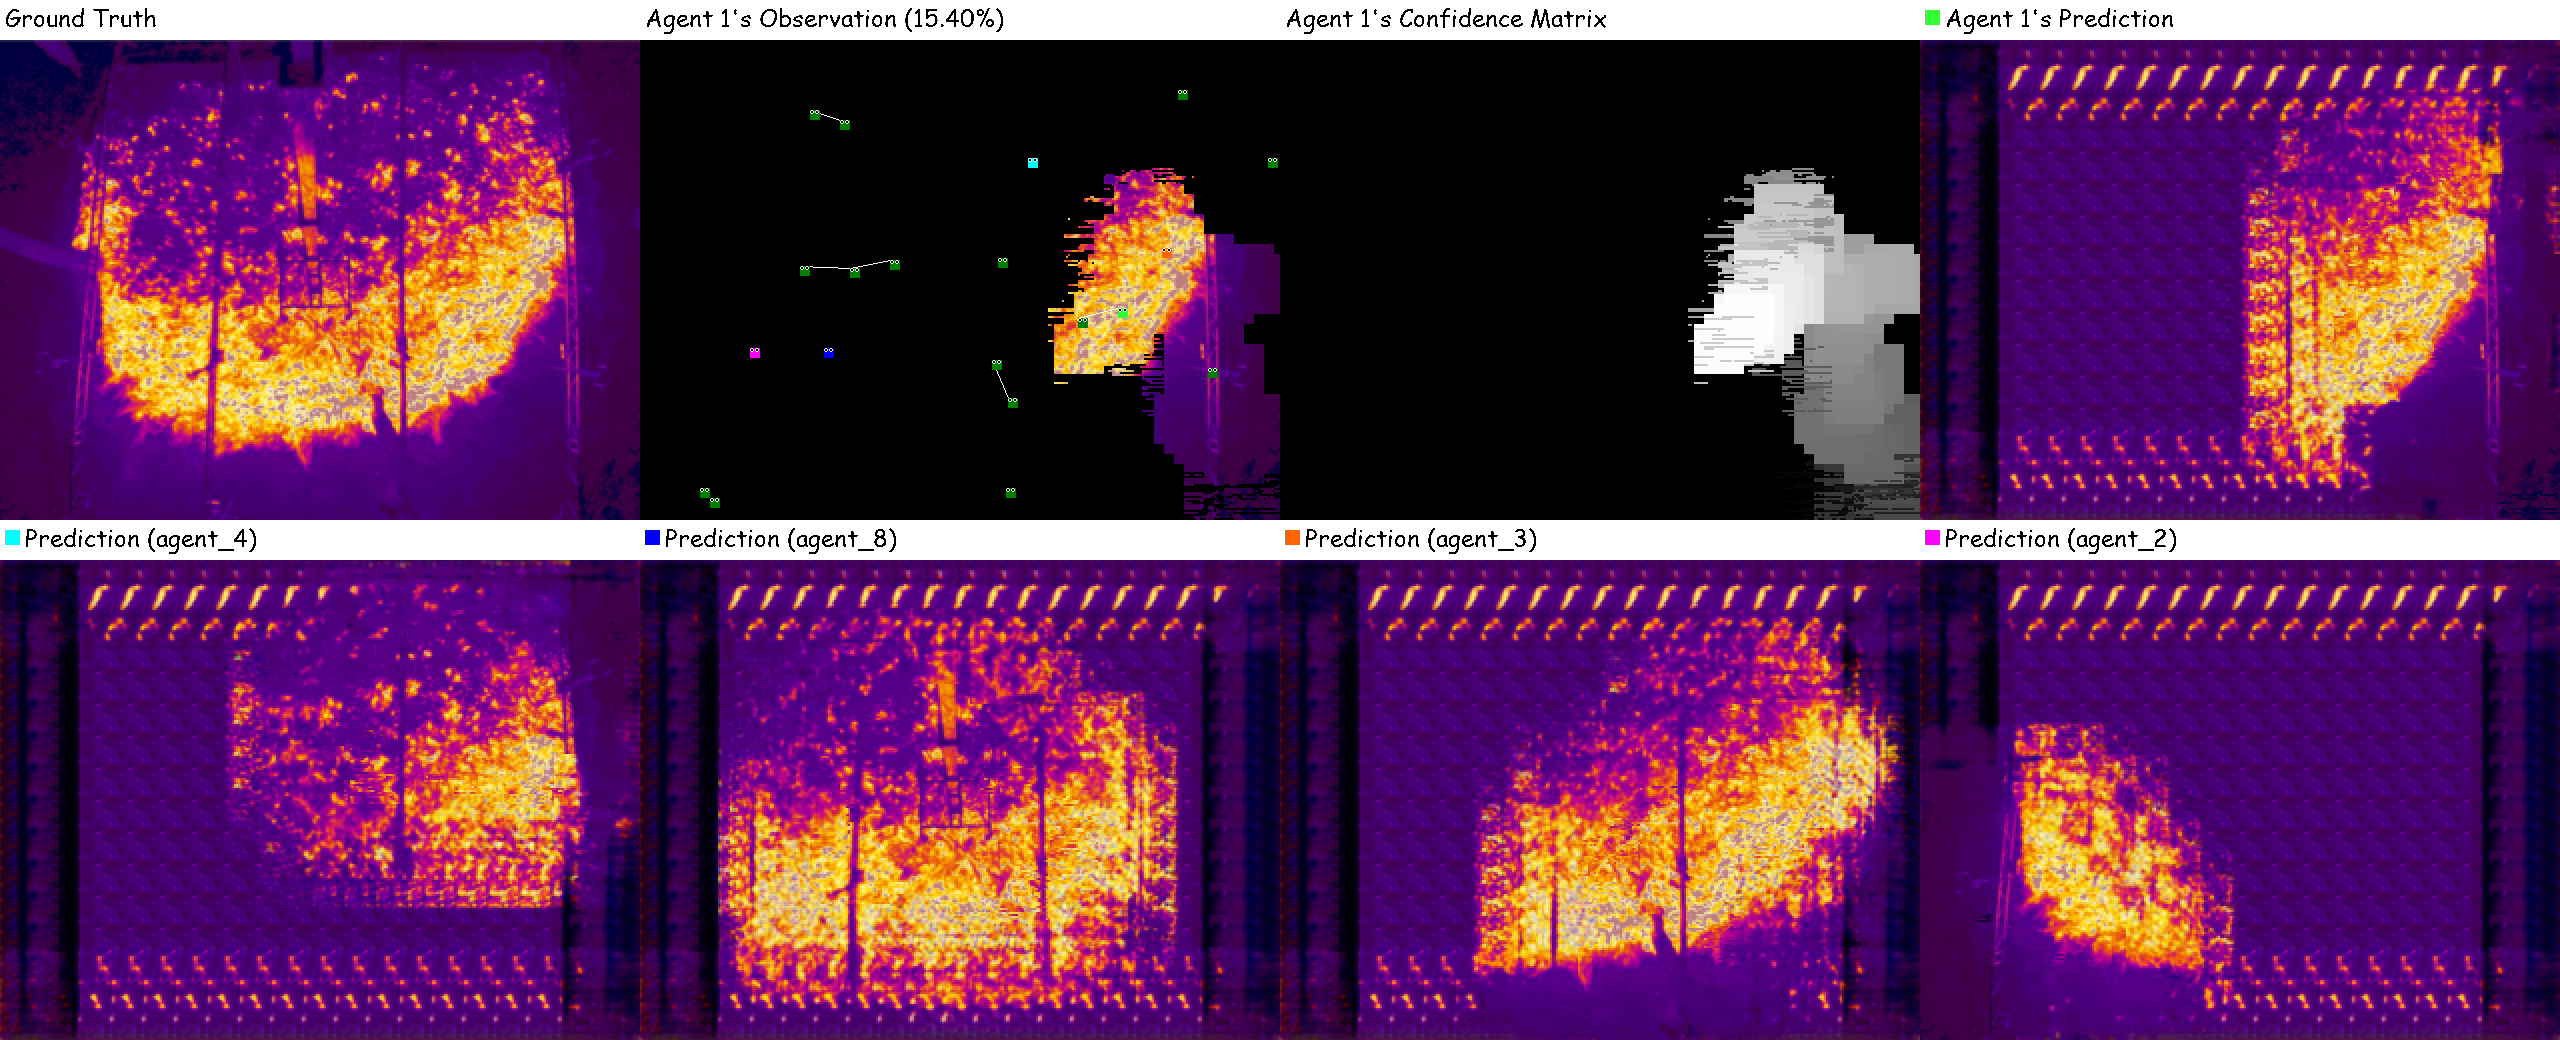 Ground Truth
Agent 1's Observation (15.40%)
Agent 1's Confidence Matrix
Agent 1's Prediction
Prediction (agent_4)
Prediction (agent_8)
Prediction (agent_3)
Prediction (agent_2)